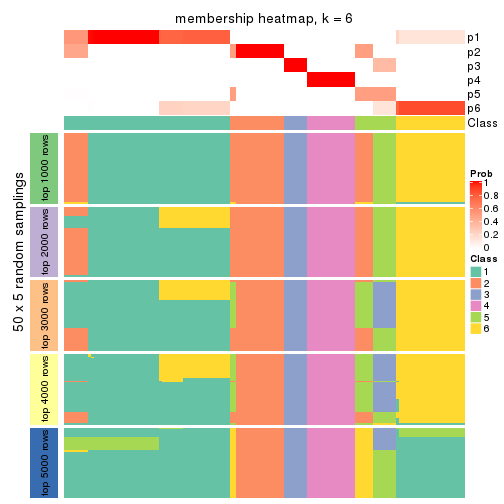 membership heatmap, k = 6
p1
p2
p3
p4
p5
p6
Class
50 x 5 random samplings
top 1000 rows
top 2000 rows
top 3000 rows
top 4000 rows
top 5000 rows
Prob
1
0.8
0.6
0.4
0.2
0
Class
1
2
3
4
5
6